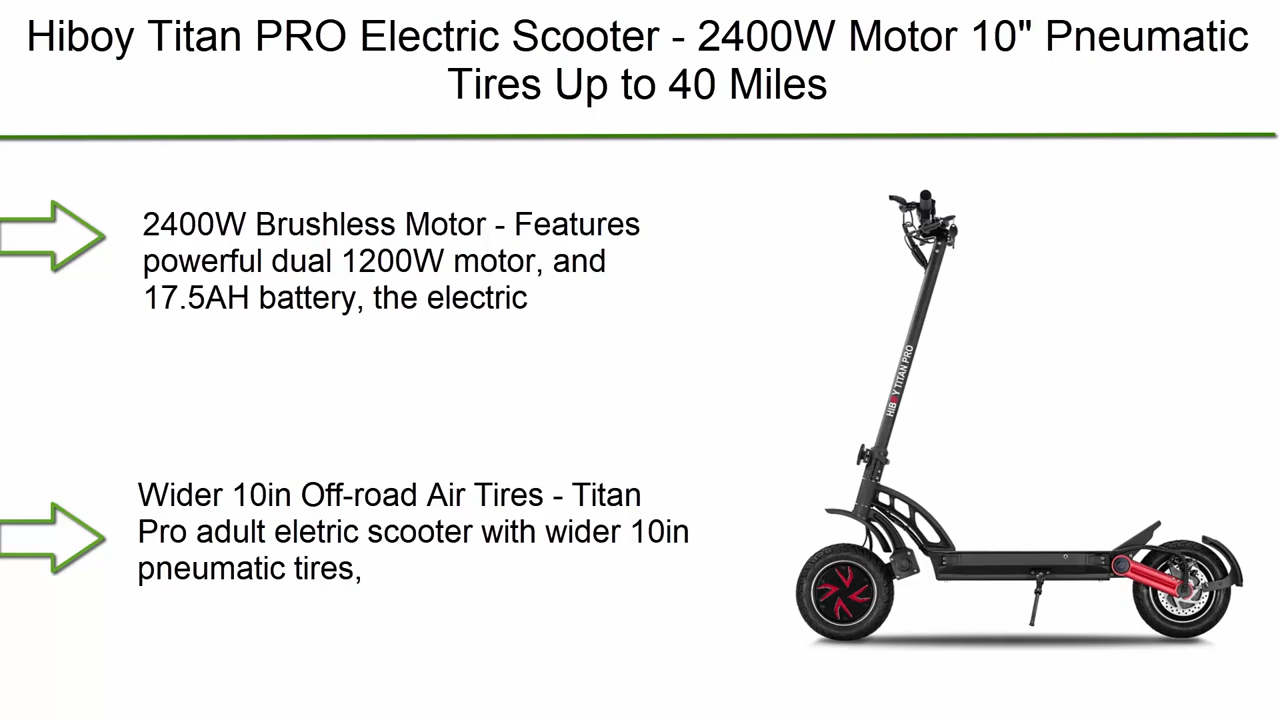 Hiboy Titan PRO Electric Scooter - 2400W Motor 10" Pneumatic
Tires Up to 40 Miles
2400W Brushless Motor - Features
powerful dual 1200W motor, and
17.5AH battery, the electric
HIBOY TITAN PRO
Wider 10in Off-road Air Tires - Titan
Pro adult eletric scooter with wider 10in
pneumatic tires,